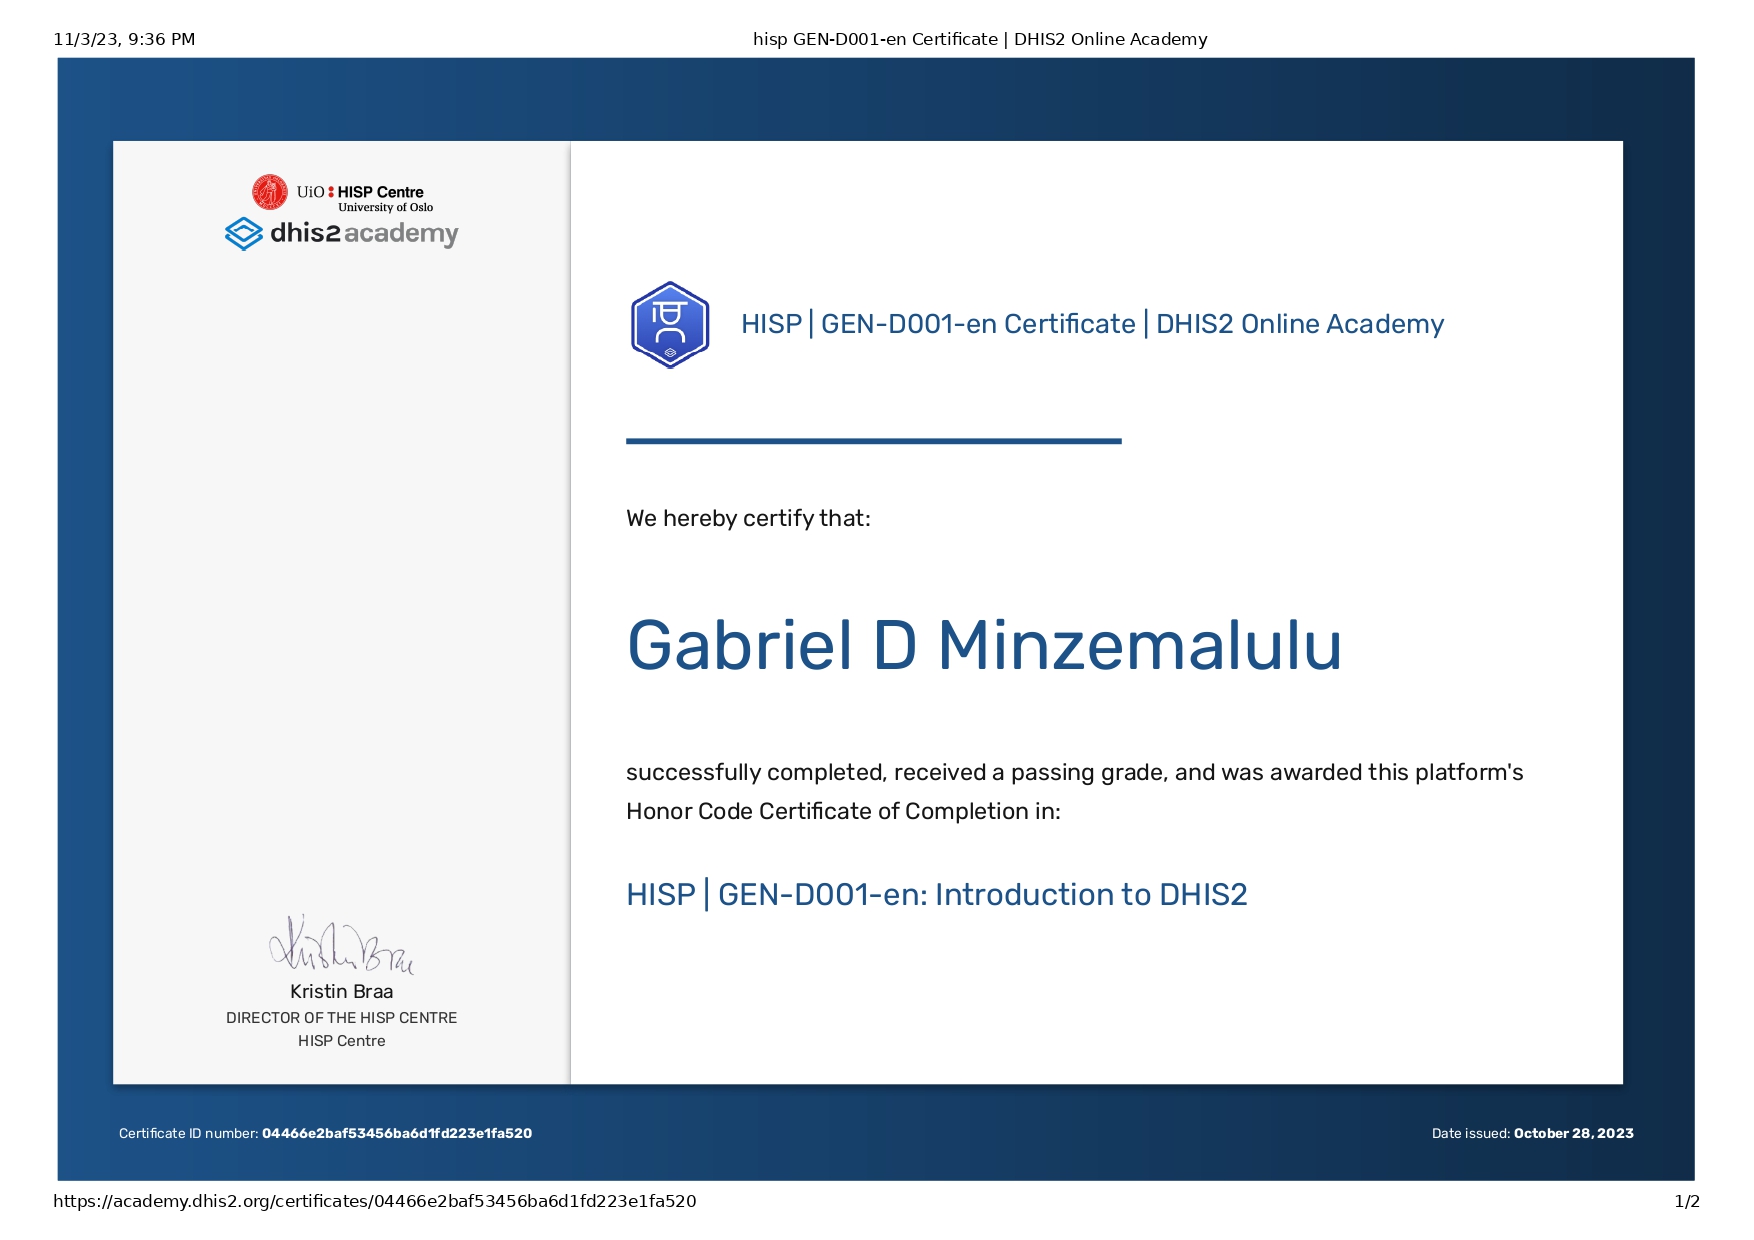 11/3/23, 9:36 PM
hisp GEN-D001-en Certificate | DHIS2 Online Academy
UiO : HISP Centre
University of Oslo
dhis2 academy
HISP | GEN-D001-en Certificate | DHIS2 Online Academy
We hereby certify that:
Gabriel D Minzemalulu
successfully completed, received a passing grade, and was awarded this platform's
Honor Code Certificate of Completion in:
HISP | GEN-D001-en: Introduction to DHIS2
Kristin Braa
Kristin Braa
DIRECTOR OF THE HISP CENTRE
HISP Centre
Certificate ID number: 04466e2baf53456ba6d1fd223e1fa520
Date issued: October 28, 2023
https://academy.dhis2.org/certificates/04466e2baf53456ba6d1fd223e1fa520
1/2